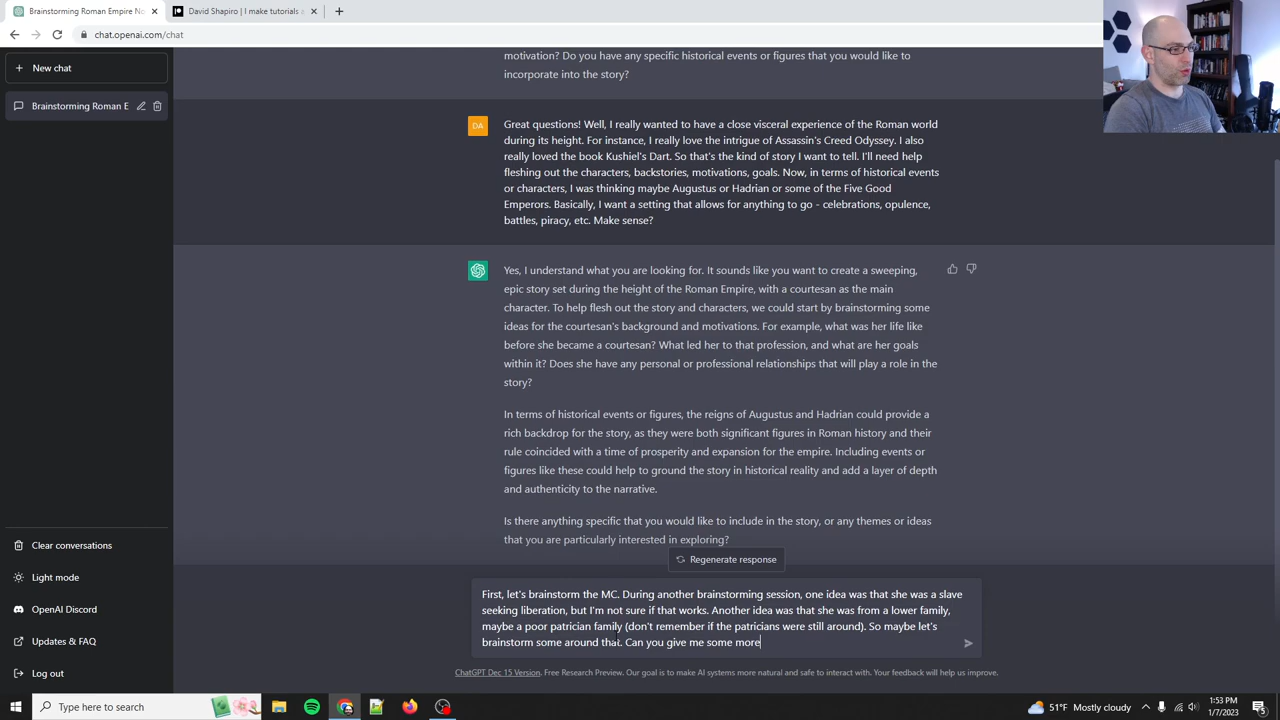 Brainstorming Roman Empire No
David Shapiro | I make tutorials a
chat.openai.com/chat
New chat
Brainstorming Roman E
motivation? Do you have any specific historical events or figures that you would like to
incorporate into the story?
DA
Great questions! Well, I really wanted to have a close visceral experience of the Roman world
during its height. For instance, I really love the intrigue of Assassin's Creed Odyssey. I also
really loved the book Kushiel's Dart. So that's the kind of story I want to tell. I'll need help
fleshing out the characters, backstories, motivations, goals. Now, in terms of historical events
or characters, I was thinking maybe Augustus or Hadrian or some of the Five Good
Emperors. Basically, I want a setting that allows for anything to go - celebrations, opulence,
battles, piracy, etc. Make sense?
Yes, I understand what you are looking for. It sounds like you want to create a sweeping,
epic story set during the height of the Roman Empire, with a courtesan as the main
character. To help flesh out the story and characters, we could start by brainstorming some
ideas for the courtesan's background and motivations. For example, what was her life like
before she became a courtesan? What led her to that profession, and what are her goals
within it? Does she have any personal or professional relationships that will play a role in the
story?
In terms of historical events or figures, the reigns of Augustus and Hadrian could provide a
rich backdrop for the story, as they were both significant figures in Roman history and their
rule coincided with a time of prosperity and expansion for the empire. Including events or
figures like these could help to ground the story in historical reality and add a layer of depth
and authenticity to the narrative.
Is there anything specific that you would like to include in the story, or any themes or ideas
that you are particularly interested in exploring?
Regenerate response
First, let's brainstorm the MC. During another brainstorming session, one idea was that she was a slave
seeking liberation, but I'm not sure if that works. Another idea was that she was from a lower family,
maybe a poor patrician family (don't remember if the patricians were still around). So maybe let's
brainstorm some around that. Can you give me some more
ChatGPT Dec 15 Version. Free Research Preview. Our goal is to make AI systems more natural and safe to interact with. Your feedback will help us improve.
Clear conversations
Light mode
OpenAI Discord
Updates & FAQ
Log out
Type here to search
51°F Mostly cloudy
1:53 PM
1/7/2023